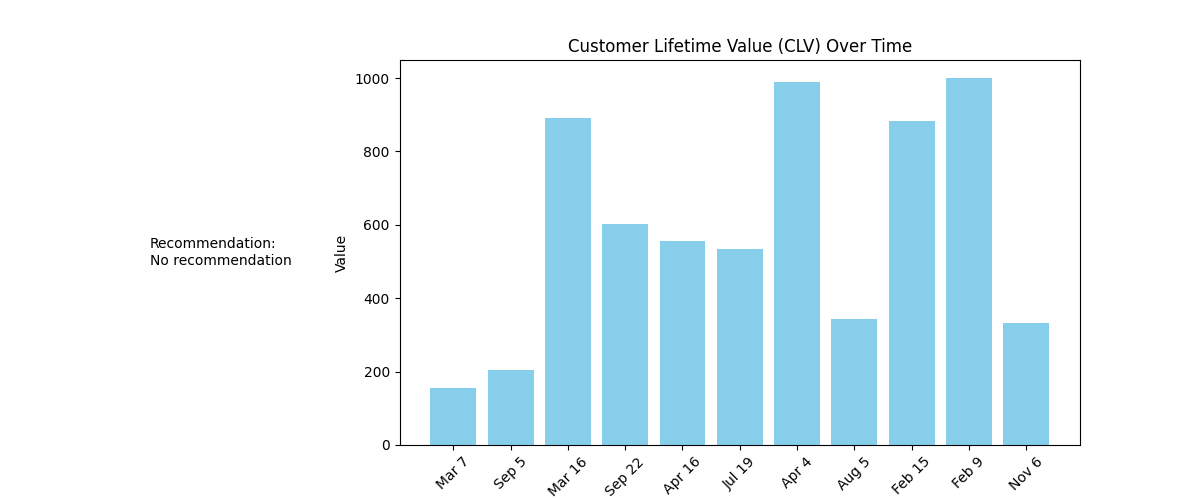 Customer Lifetime Value (CLV) Over Time
1000
800
600
400
200
0
Value
Recommendation:
No recommendation
Mar 7
Sep 5
Mar 16
Sep 22
Apr 16
Jul 19
Apr 4
Aug 5
Feb 15
Feb 9
Nov 6